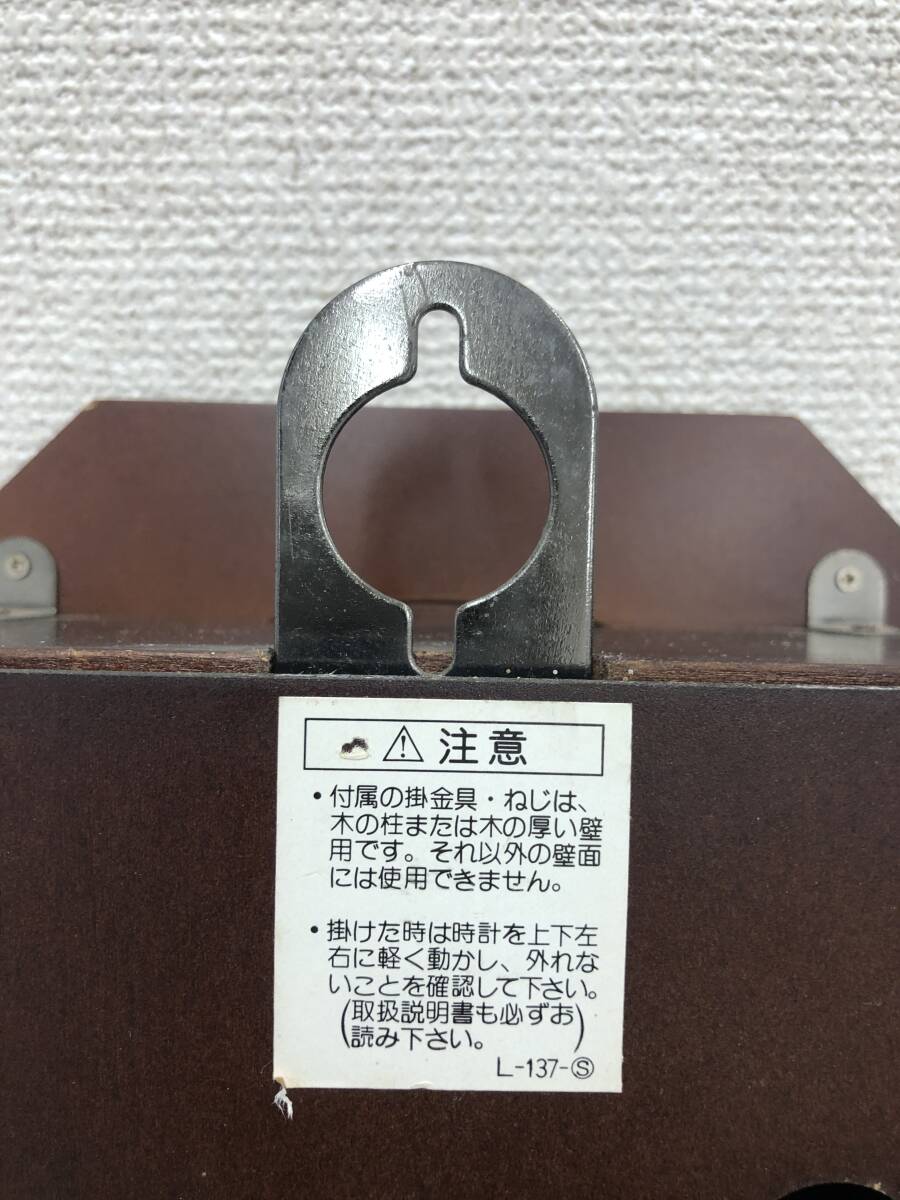 ⚠ 注意
・付属の掛金具・ねじは、
木の柱または木の厚い壁
用です。それ以外の壁面
には使用できません。
・掛けた時は時計を上下左
右に軽く動かし、外れな
いことを確認して下さい。
(取扱説明書も必ずお
読み下さい。)
L-137-Ⓢ